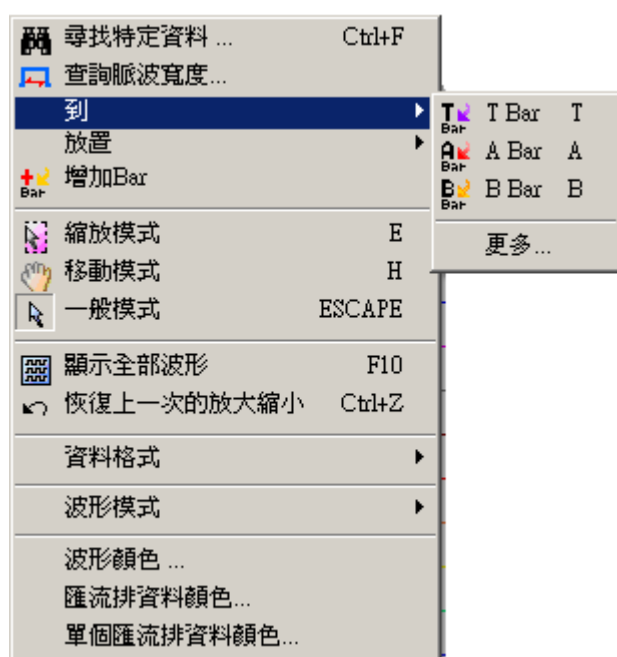 尋找特定資料 ... Ctrl+F
查詢脈波寬度...
到
放置
增加Bar
縮放模式 E
移動模式 H
一般模式 ESCAPE
顯示全部波形 F10
恢復上一次的放大縮小 Ctrl+Z
資料格式
波形模式
波形顏色 ...
匯流排資料顏色...
單個匯流排資料顏色...
T Bar T Bar T
A Bar A Bar A
B Bar B Bar B
更多...
Bar